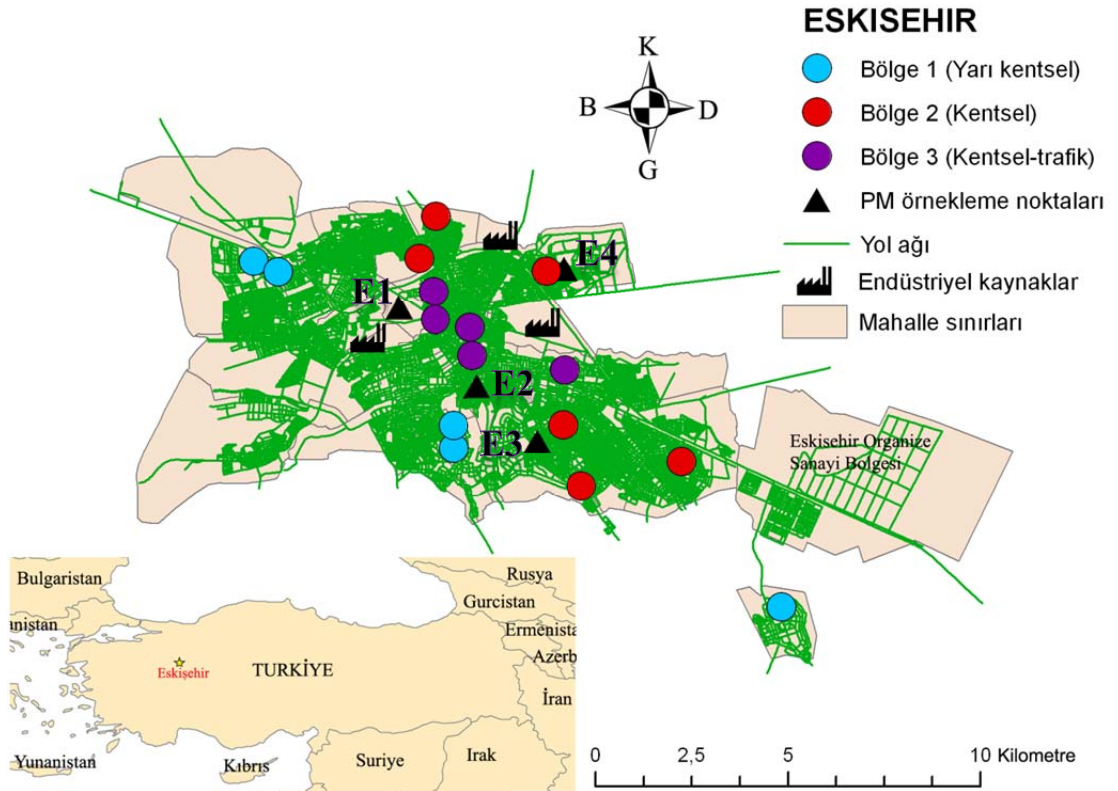 ESKISEHIR
Bölge 1 (Yarı kentsel)
Bölge 2 (Kentsel)
Bölge 3 (Kentsel-trafik)
PM örnekleme noktaları
Yol ağı
Endüstriyel kaynaklar
Mahalle sınırları
K
B
D
G
E4
E1
E2
E3
Eskisehir Organize
Sanayi Bolgesi
Bulgaristan
Rusya
Gurcistan
nistan
Ermenista
Azerb
Eskişehir
TURKİYE
İran
Yunanistan
Kıbrıs
Suriye
Irak
0 2,5 5 10 Kilometre